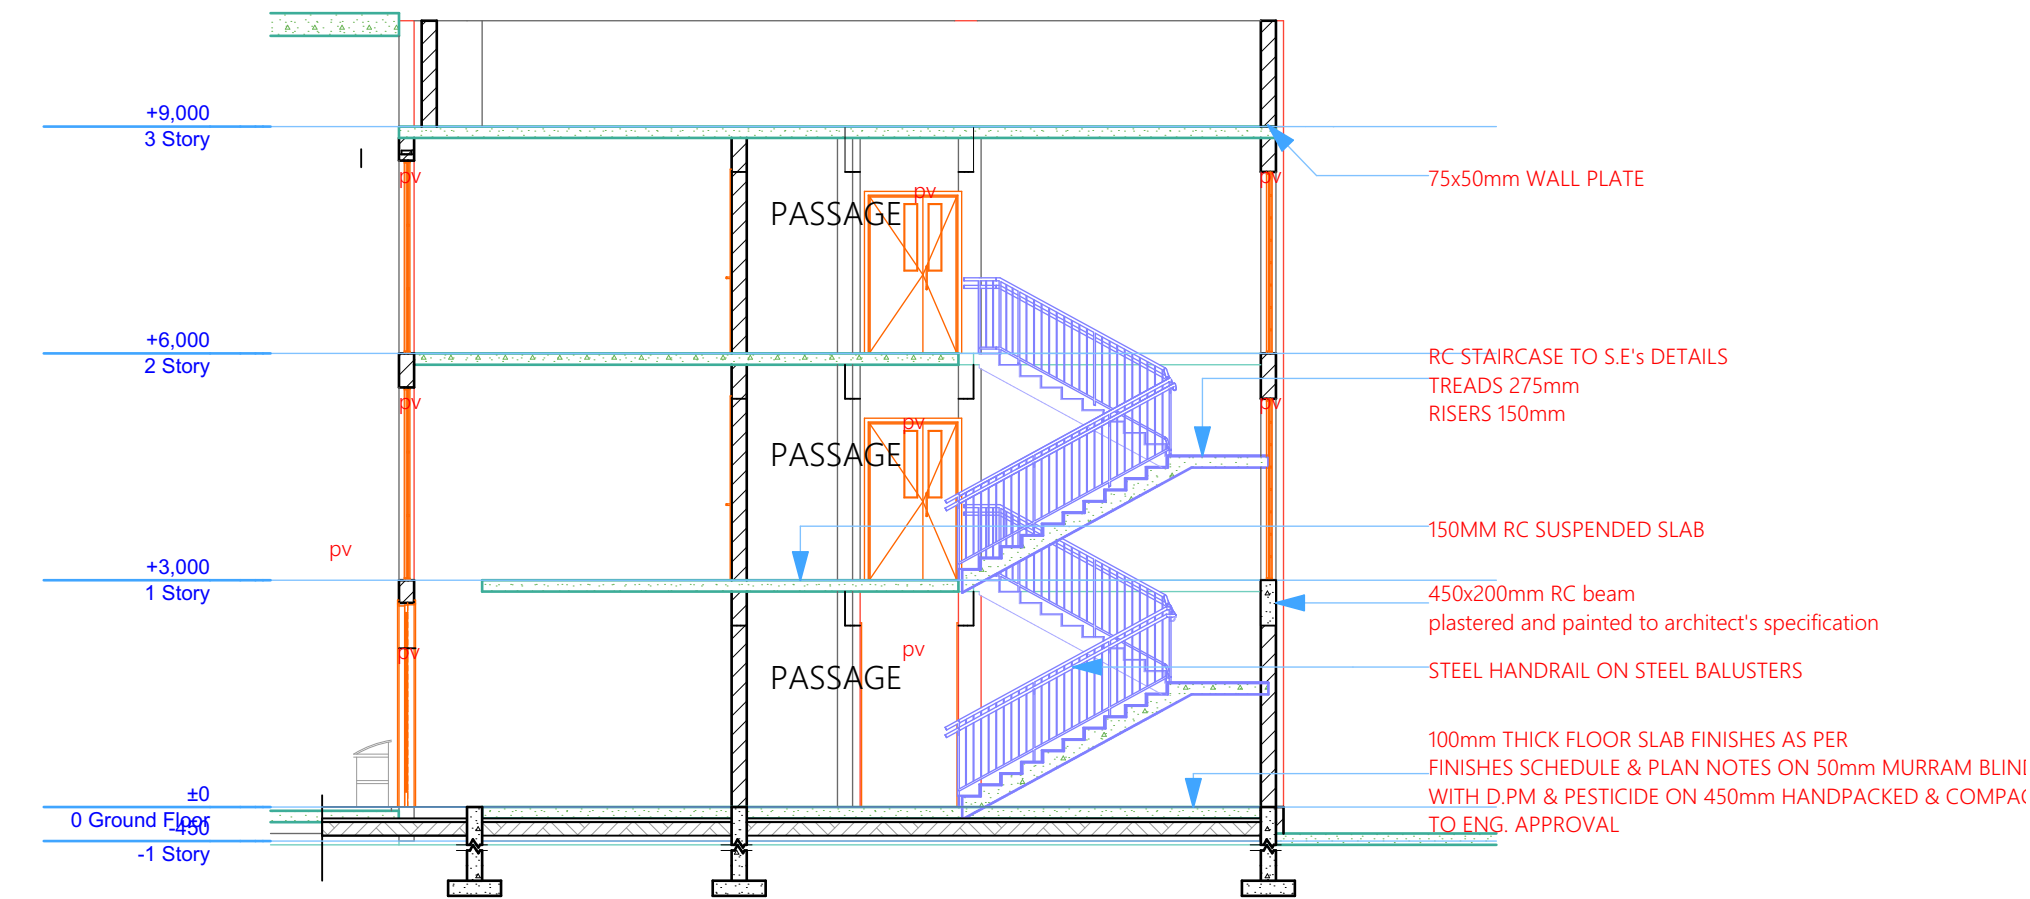 +9,000
3 Story
pv
pv
pv
75x50mm WALL PLATE
PASSAGE
+6,000
2 Story
RC STAIRCASE TO S.E's DETAILS
TREADS 275mm
RISERS 150mm
pv
pv
pv
PASSAGE
150MM RC SUSPENDED SLAB
pv
+3,000
1 Story
450x200mm RC beam
plastered and painted to architect's specification
pv
pv
PASSAGE
STEEL HANDRAIL ON STEEL BALUSTERS
100mm THICK FLOOR SLAB FINISHES AS PER
FINISHES SCHEDULE & PLAN NOTES ON 50mm MURRAM
WITH D.PM & PESTICIDE ON 450mm HANDPACKED &
TO ENG. APPROVAL
±0
0 Ground Floor
-450
-1 Story